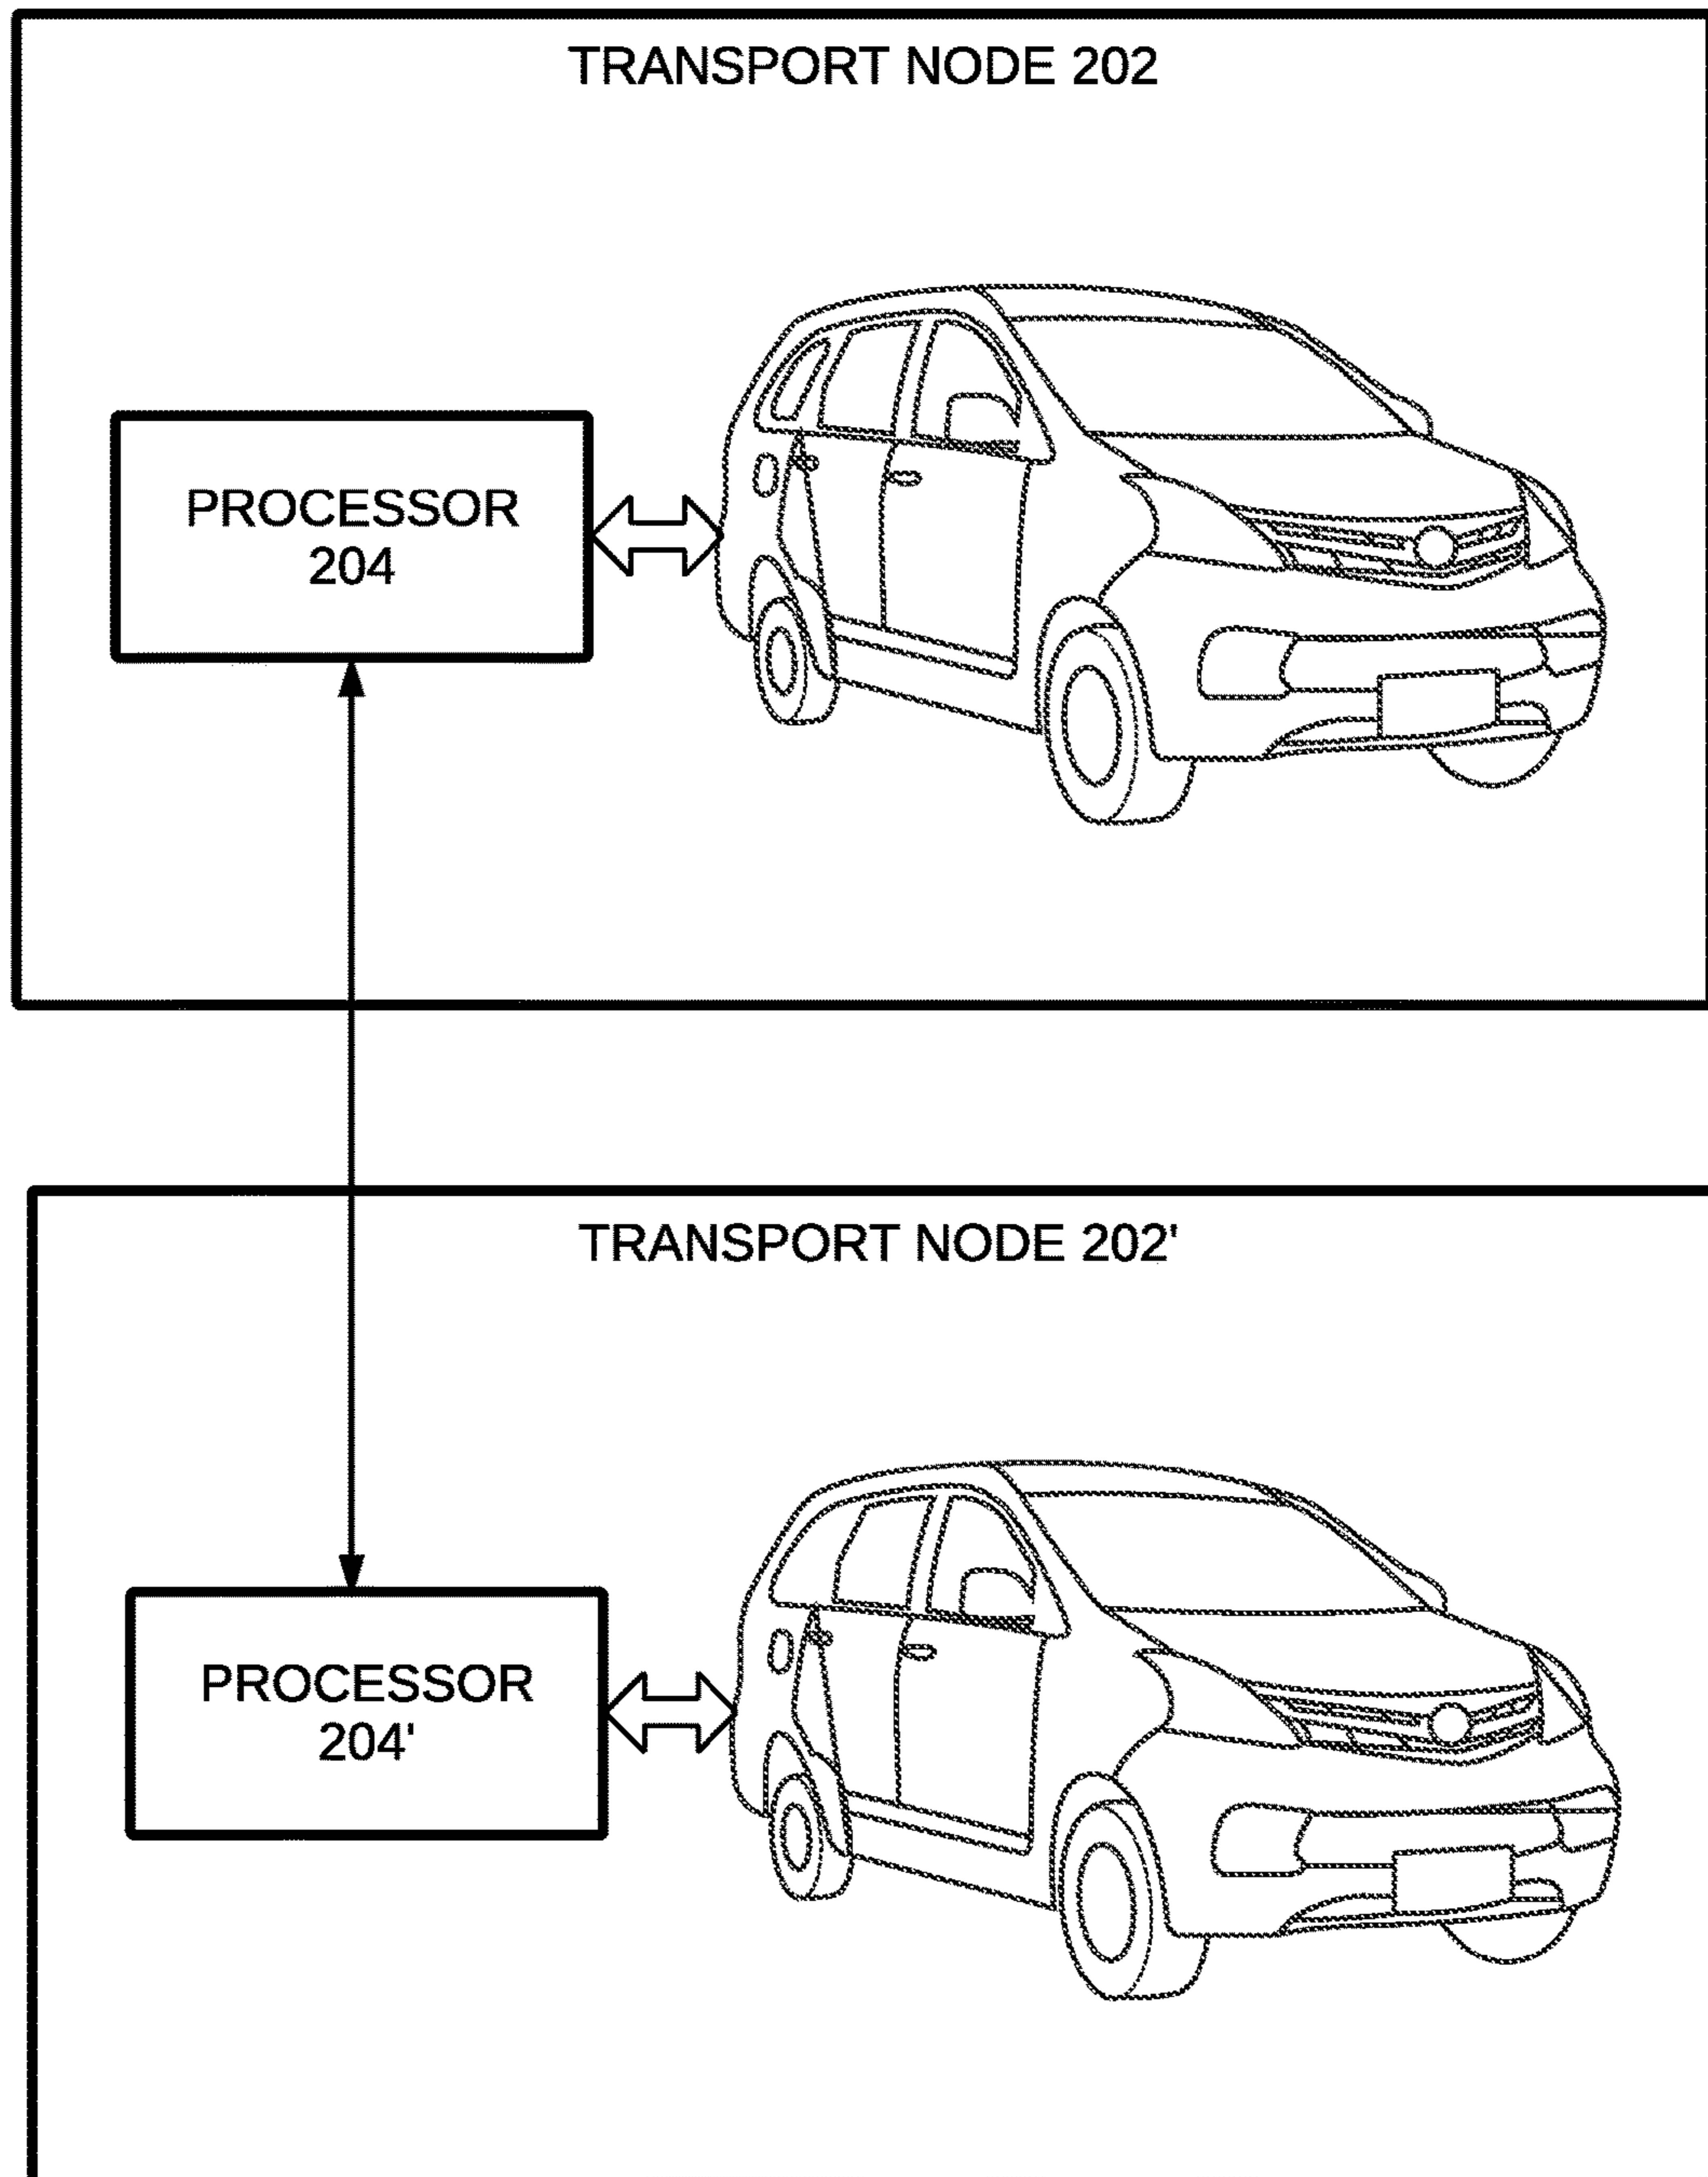 TRANSPORT NODE 202
PROCESSOR
204
TRANSPORT NODE 202'
PROCESSOR
204'